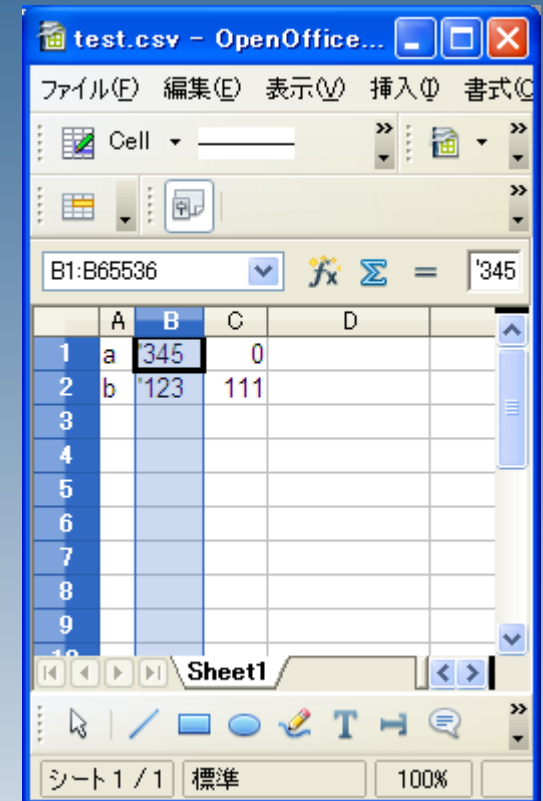 test.csv - OpenOffice...
ファイル(F) 編集(E) 表示(V) 挿入(I) 書式(O
Cell
B1:B65536 fx Σ = '345
A B C D
1 a '345 0
2 b '123 111
3
4
5
6
7
8
9
10
Sheet1
T
シート 1 / 1 標準 100%